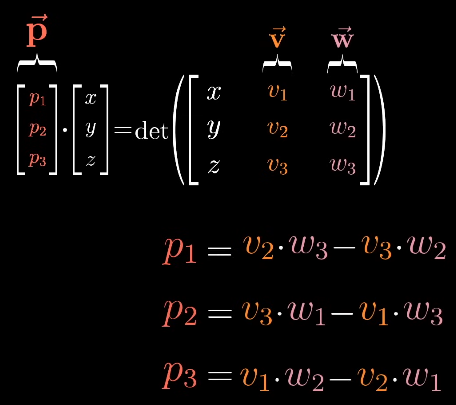 p⃗ v⃗ w⃗
[p₁ p₂ p₃] · [x y z] = det([x v₁ w₁; y v₂ w₂; z v₃ w₃])
p₁ = v₂·w₃−v₃·w₂
p₂ = v₃·w₁−v₁·w₃
p₃ = v₁·w₂−v₂·w₁